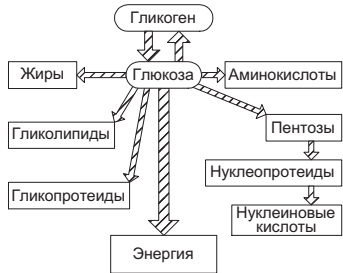 Гликоген
Жиры
Глюкоза
Аминокислоты
Гликолипиды
Пентозы
Нуклеопротеиды
Гликопротеиды
Нуклеиновые
кислоты
Энергия